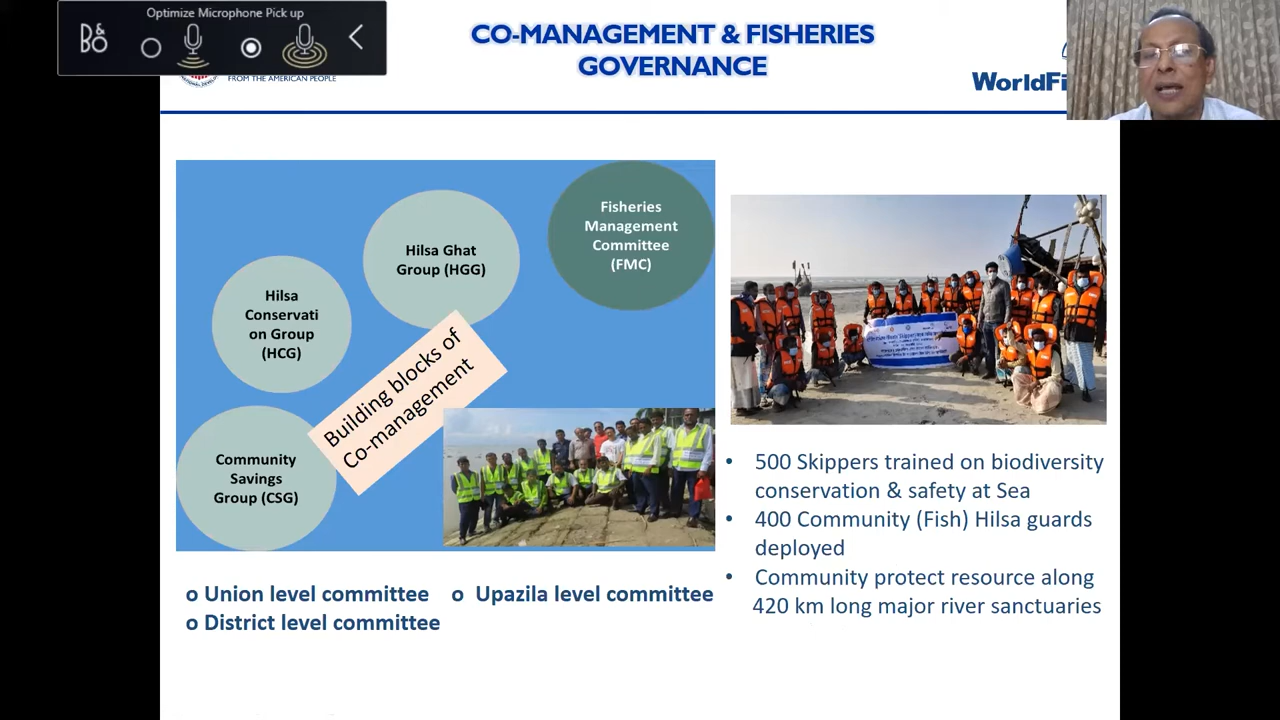 Optimize Microphone Pick up
B&O
CO-MANAGEMENT & FISHERIES
GOVERNANCE
FROM THE AMERICAN PEOPLE
WorldFi
Fisheries
Management
Committee
(FMC)
Hilsa Ghat
Group (HGG)
Hilsa
Conservati
on Group
(HCG)
Building blocks of
Co-management
Community
Savings
Group (CSG)
• 500 Skippers trained on biodiversity
conservation & safety at Sea
• 400 Community (Fish) Hilsa guards
deployed
• Community protect resource along
420 km long major river sanctuaries
o Union level committee o Upazila level committee
o District level committee